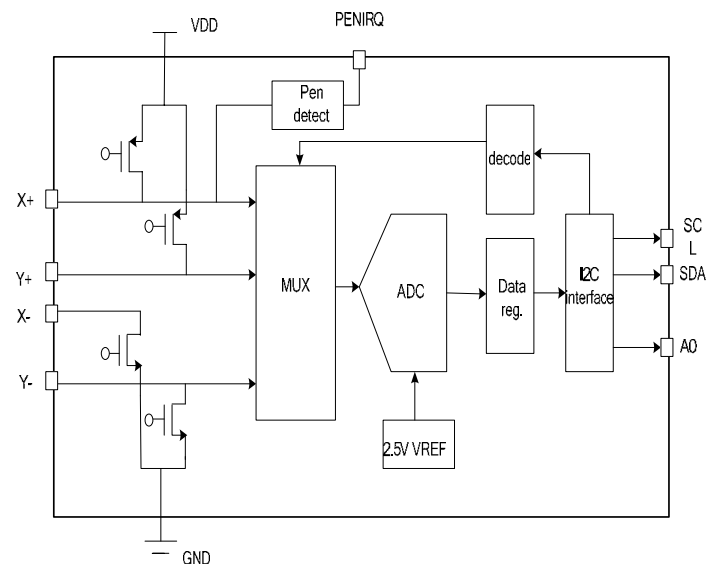 VDD
PENIRQ
Pen
detect
decode
X+
Y+
X-
Y-
MUX
ADC
Data
reg.
I2C
interface
SC
L
SDA
A0
2.5V VREF
GND